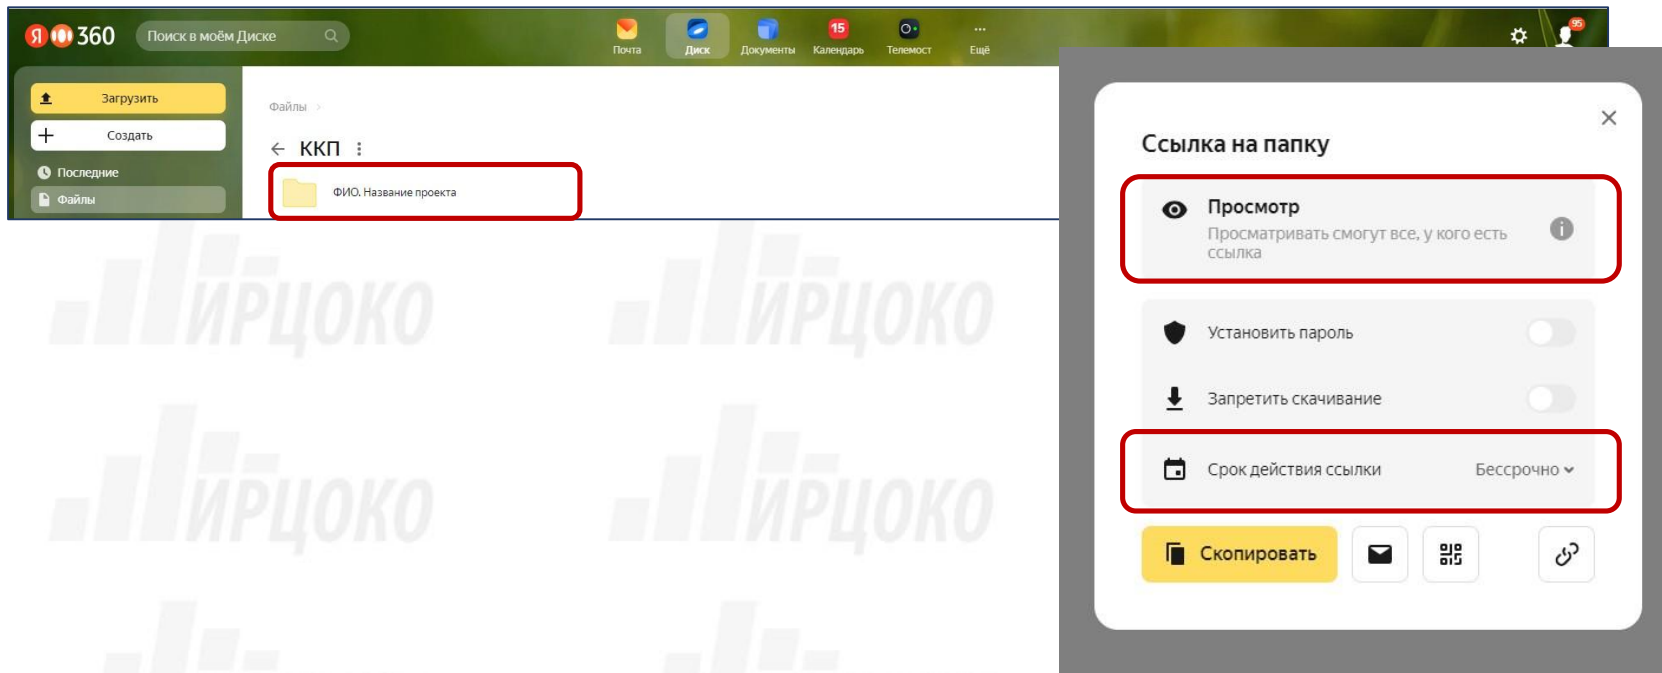 Я 360
Поиск в моём Диске
Почта
Диск
Документы
15
Календарь
Телемост
Ещё
95
Загрузить
Создать
Последние
Файлы
Файлы
ККП
ФИО. Название проекта
Ссылка на папку
Просмотр
Просматривать смогут все, у кого есть
ссылка
Установить пароль
Запретить скачивание
Срок действия ссылки
Бессрочно
Скопировать
ИРЦОКО
ИРЦОКО
ИРЦОКО
ИРЦОКО